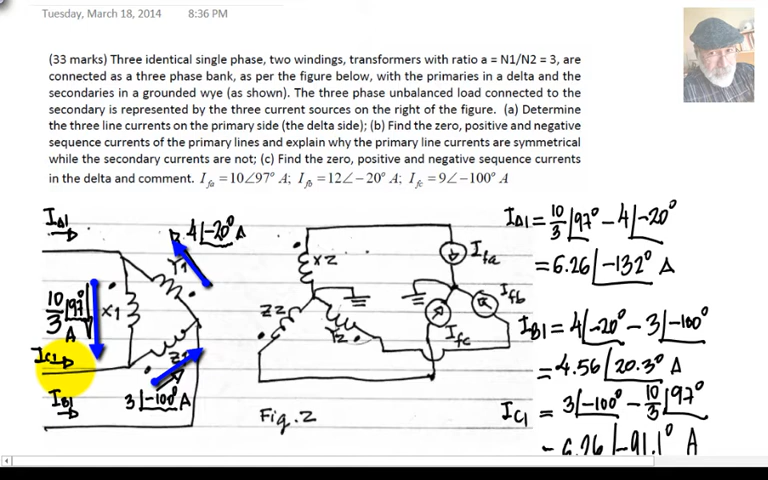 Tuesday, March 18, 2014 8:36 PM
(33 marks) Three identical single phase, two windings, transformers with ratio a = N1/N2 = 3, are
connected as a three phase bank, as per the figure below, with the primaries in a delta and the
secondaries in a grounded wye (as shown). The three phase unbalanced load connected to the
secondary is represented by the three current sources on the right of the figure. (a) Determine
the three line currents on the primary side (the delta side); (b) Find the zero, positive and negative
sequence currents of the primary lines and explain why the primary line currents are symmetrical
while the secondary currents are not; (c) Find the zero, positive and negative sequence currents
in the delta and comment. I_fa = 10∠97° A; I_fb = 12∠−20° A; I_fc = 9∠−100° A
IΔ1
4∠-20° A
Y1
10/3 ∠97°
A
X1
IC1
Z1
IB1
3∠-100° A
X2
Z2
Y2
Ifa
Ifb
Ifc
Fig. 2
IΔ1 = 10/3 ∠97° - 4∠-20°
= 6.26 ∠-132° A
IB1 = 4∠-20° - 3∠-100°
= 4.56 ∠20.3° A
IC1 = 3∠-100° - 10/3 ∠97°
= 6.26 ∠-91.1° A